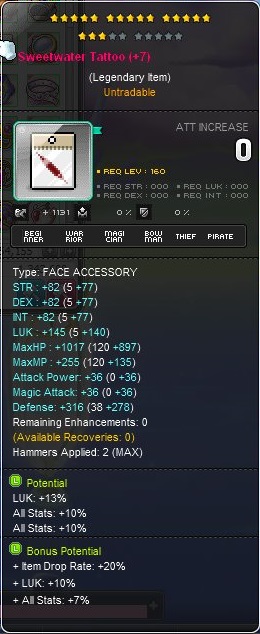 Sweetwater Tattoo (+7)
(Legendary Item)
Untradable
ATT INCREASE
0
• REQ LEV : 160
• REQ STR : 000 • REQ LUK : 000
• REQ DEX : 000 • REQ INT : 000
+ 1191 0 % 0 %
BEGINNER WARRIOR MAGICIAN BOWMAN THIEF PIRATE
Type: FACE ACCESSORY
STR : +82 (5 +77)
DEX : +82 (5 +77)
INT : +82 (5 +77)
LUK : +145 (5 +140)
MaxHP : +1017 (120 +897)
MaxMP : +255 (120 +135)
Attack Power: +36 (0 +36)
Magic Attack: +36 (0 +36)
Defense: +316 (38 +278)
Remaining Enhancements: 0
(Available Recoveries: 0)
Hammers Applied: 2 (MAX)
L Potential
LUK: +13%
All Stats: +10%
All Stats: +10%
L Bonus Potential
+ Item Drop Rate: +20%
+ LUK: +10%
+ All Stats: +7%